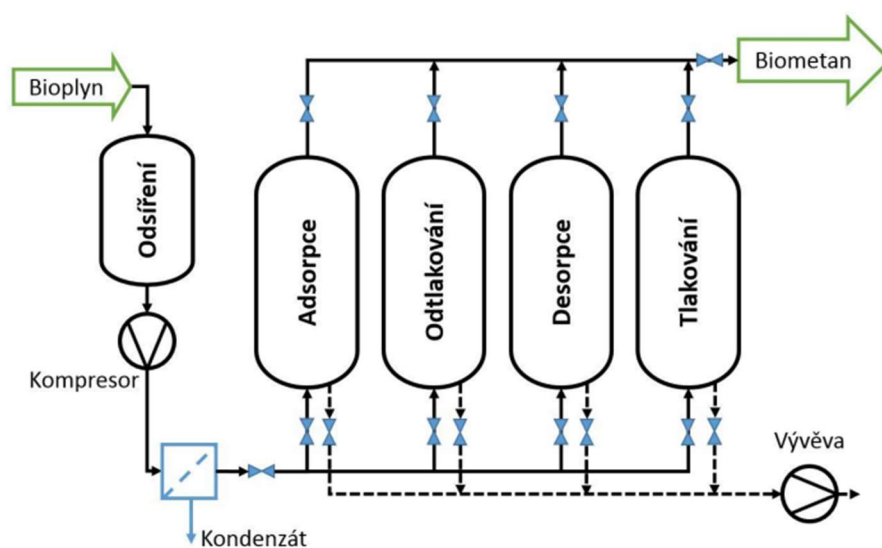 Bioplyn
Biometan
Odsíření
Adsorpce
Odtlakování
Desorpce
Tlakování
Kompresor
Vývěva
Kondenzát